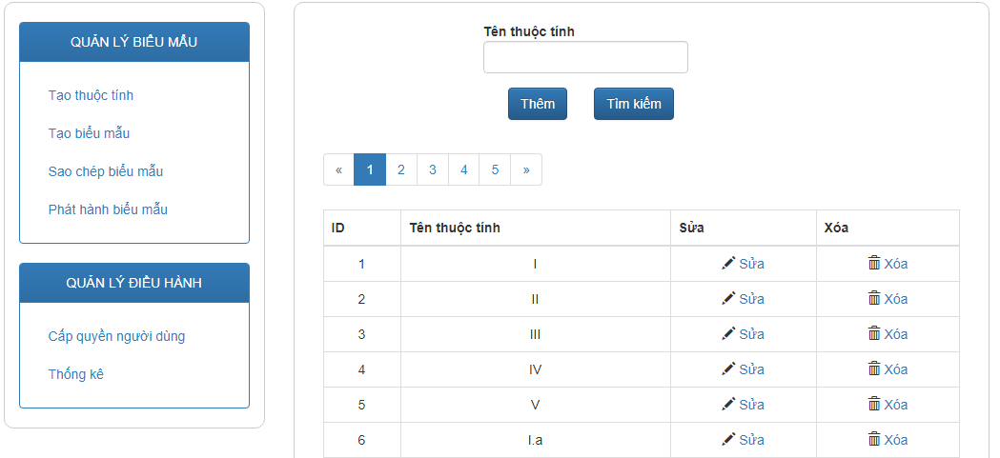 QUẢN LÝ BIỂU MẪU
Tạo thuộc tính
Tạo biểu mẫu
Sao chép biểu mẫu
Phát hành biểu mẫu
QUẢN LÝ ĐIỀU HÀNH
Cấp quyền người dùng
Thống kê
Tên thuộc tính
Thêm Tìm kiếm
« 1 2 3 4 5 »
ID Tên thuộc tính Sửa Xóa
1 I Sửa Xóa
2 II Sửa Xóa
3 III Sửa Xóa
4 IV Sửa Xóa
5 V Sửa Xóa
6 I.a Sửa Xóa